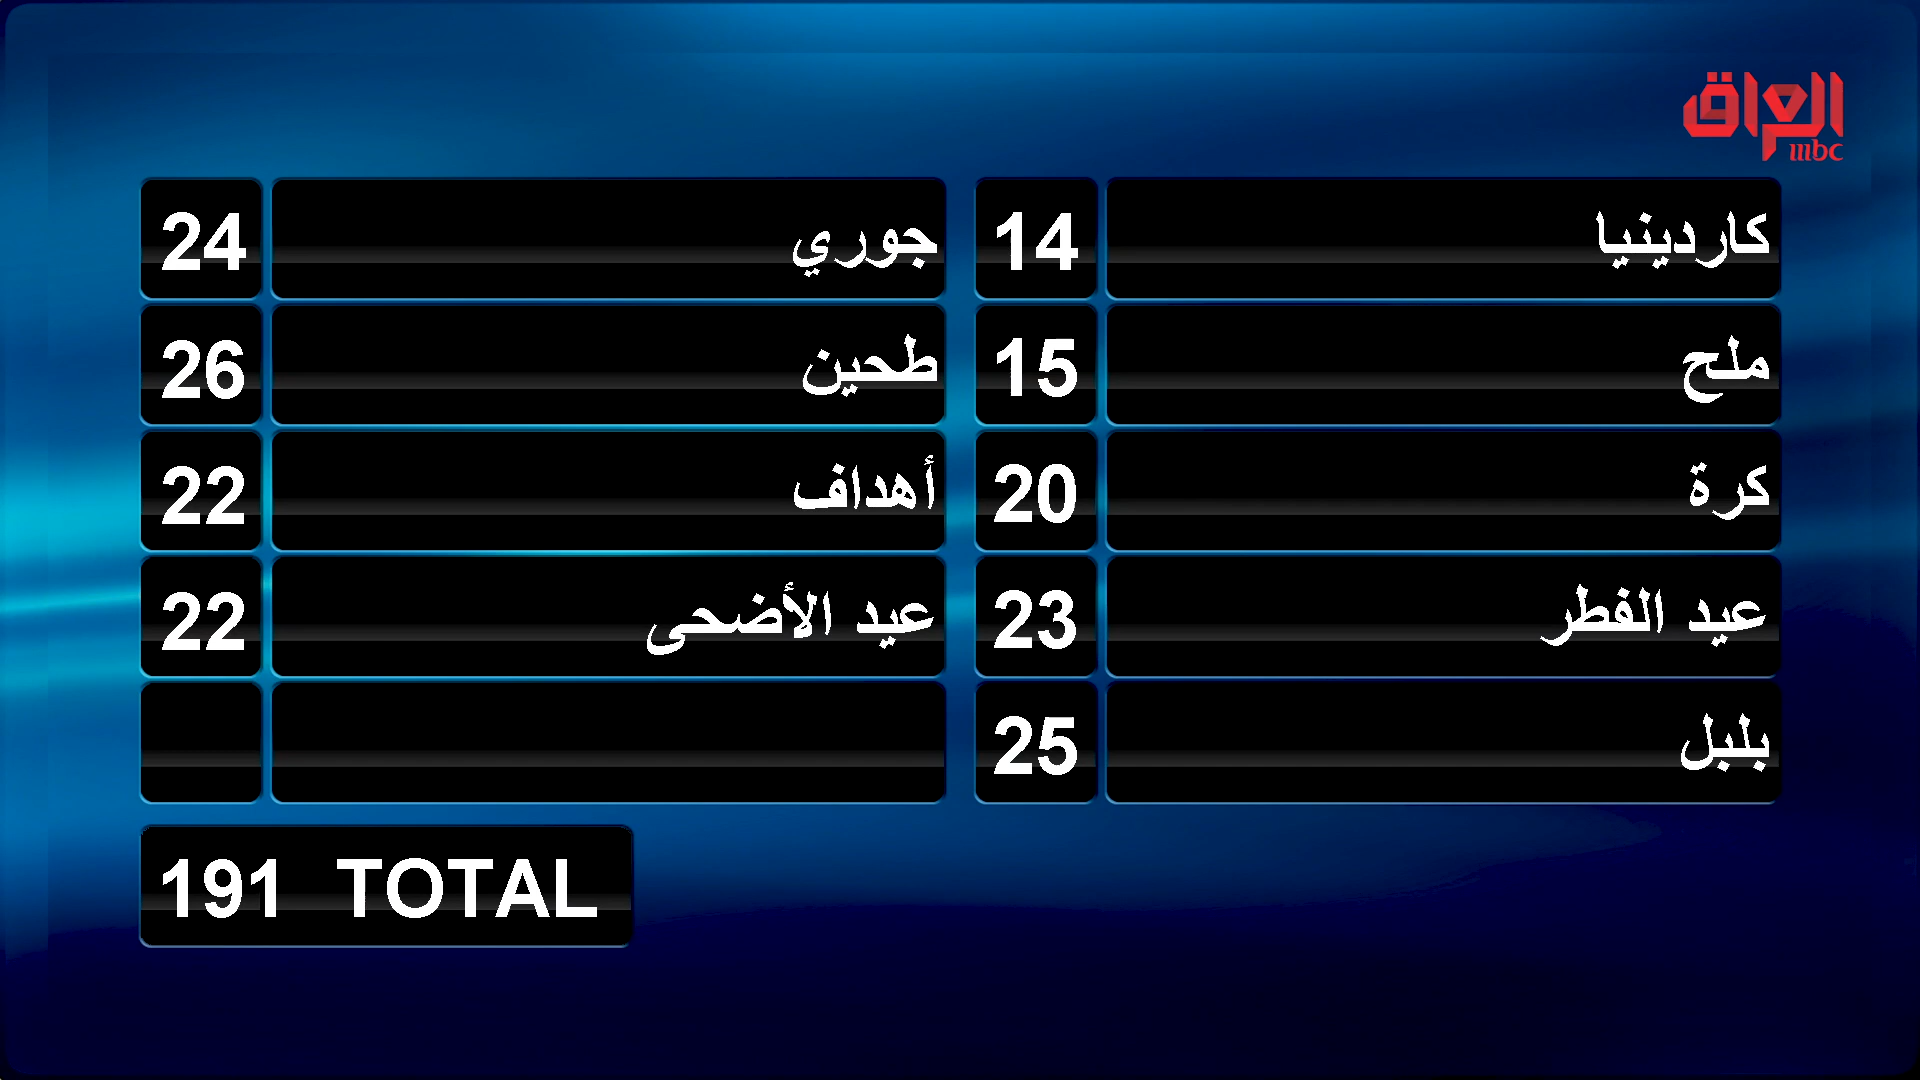 العراق
mbc
كاردينيا 14
ملح 15
كرة 20
عيد الفطر 23
بلبل 25
جوري 24
طحين 26
أهداف 22
عيد الأضحى 22
191 TOTAL